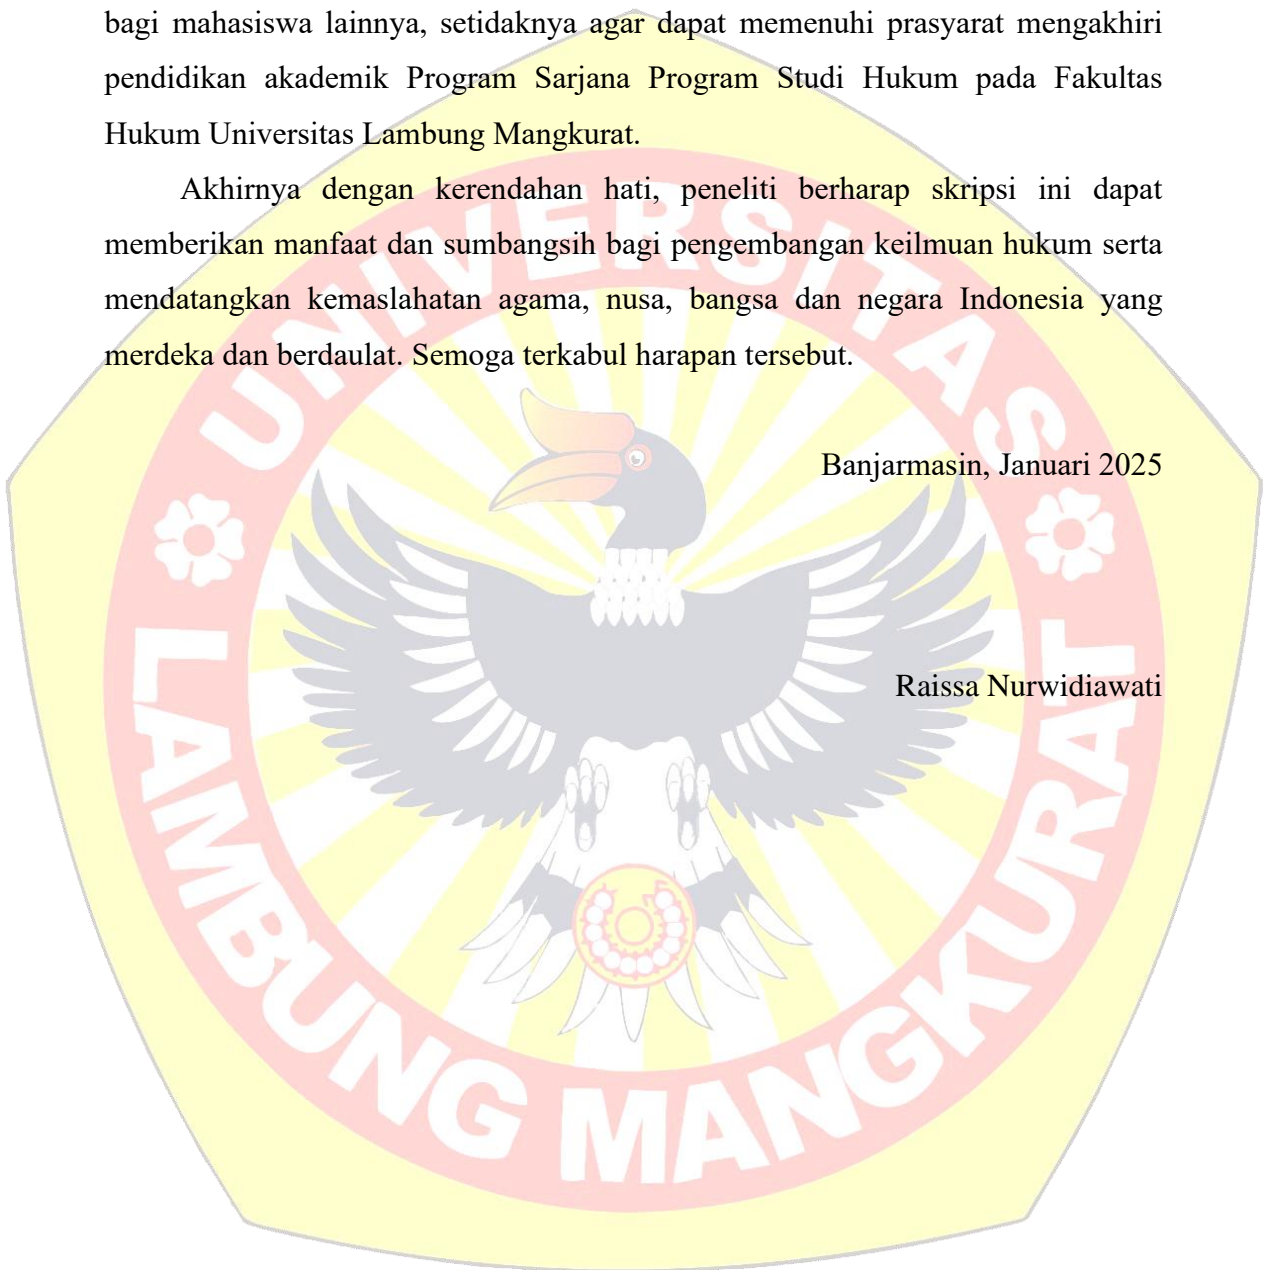 bagi mahasiswa lainnya, setidaknya agar dapat memenuhi prasyarat mengakhiri
pendidikan akademik Program Sarjana Program Studi Hukum pada Fakultas
Hukum Universitas Lambung Mangkurat.
Akhirnya dengan kerendahan hati, peneliti berharap skripsi ini dapat
memberikan manfaat dan sumbangsih bagi pengembangan keilmuan hukum serta
mendatangkan kemaslahatan agama, nusa, bangsa dan negara Indonesia yang
merdeka dan berdaulat. Semoga terkabul harapan tersebut.
Banjarmasin, Januari 2025
Raissa Nurwidiawati
UNIVERSITAS
LAMBUNG MANGKURAT